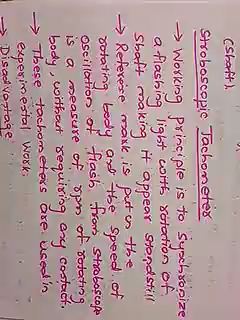 (shaft).
Stroboscopic Tachometer
→ Working principle is to Synchronize
a flashing light with rotation of
Shaft making it appear standstill
→ Reference mark is put on the
rotating body and the speed of
Oscillation of flash from stroboscope
is a measure of rpm of rotating
body, without requiring any contact.
→ These tachometers are used in
experimental work.
→ Disadvantage